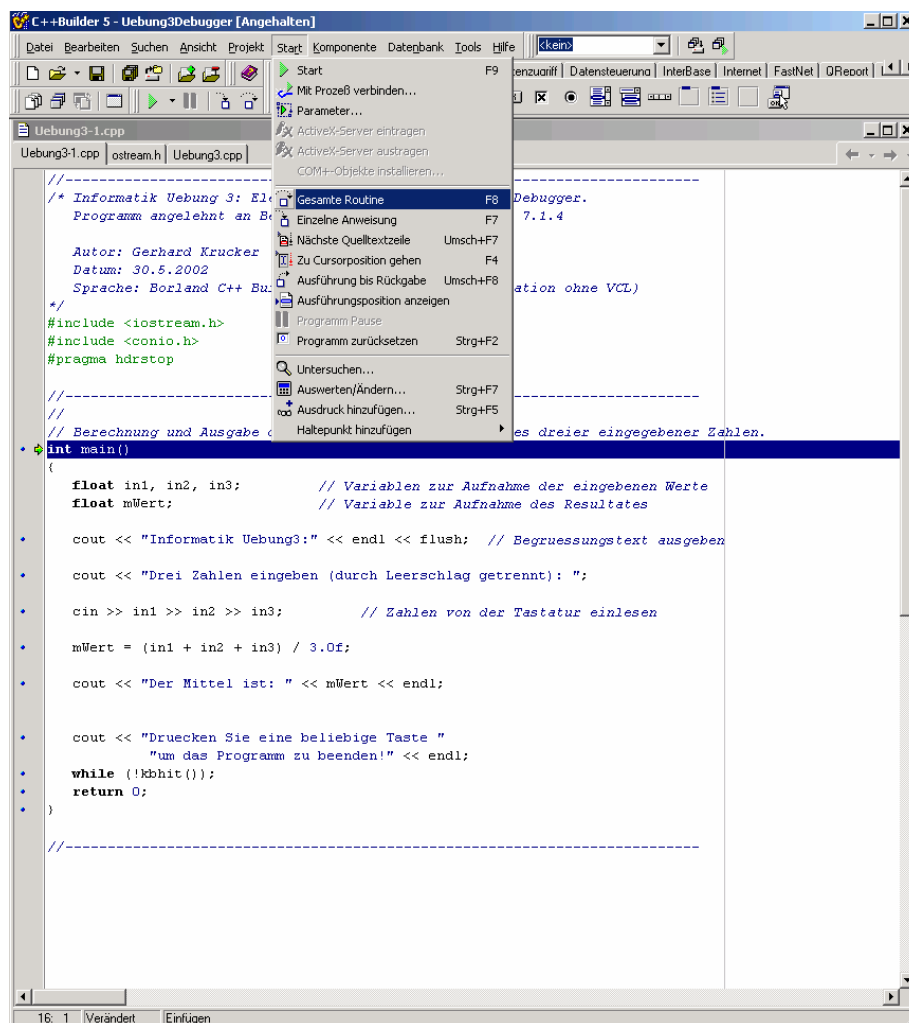 C++Builder 5 - Uebung3Debugger [Angehalten]
Datei Bearbeiten Suchen Ansicht Projekt Start Komponente Datenbank Tools Hilfe <kein>
enzugriff Datensteuerung InterBase Internet FastNet QReport
Start F9
Mit Prozeß verbinden...
Parameter...
ActiveX-Server eintragen
ActiveX-Server austragen
COM+-Objekte installieren...
Gesamte Routine F8
Einzelne Anweisung F7
Nächste Quelltextzeile Umsch+F7
Zu Cursorposition gehen F4
Ausführung bis Rückgabe Umsch+F8
Ausführungsposition anzeigen
Programm Pause
Programm zurücksetzen Strg+F2
Untersuchen...
Auswerten/Ändern... Strg+F7
Ausdruck hinzufügen... Strg+F5
Haltepunkt hinzufügen
Uebung3-1.cpp
Uebung3-1.cpp ostream.h Uebung3.cpp
/* Informatik Uebung 3: Ele Debugger.
Programm angelehnt an Be 7.1.4
Autor: Gerhard Krucker
Datum: 30.5.2002
Sprache: Borland C++ Bu ation ohne VCL)
*/
#include <iostream.h>
#include <conio.h>
#pragma hdrstop
//
//
// Berechnung und Ausgabe es dreier eingegebener Zahlen.
int main()
{
float in1, in2, in3; // Variablen zur Aufnahme der eingebenen Werte
float mWert; // Variable zur Aufnahme des Resultates
cout << "Informatik Uebung3:" << endl << flush; // Begruessungstext ausgeben
cout << "Drei Zahlen eingeben (durch Leerschlag getrennt): ";
cin >> in1 >> in2 >> in3; // Zahlen von der Tastatur einlesen
mWert = (in1 + in2 + in3) / 3.0f;
cout << "Der Mittel ist: " << mWert << endl;
cout << "Druecken Sie eine beliebige Taste "
"um das Programm zu beenden!" << endl;
while (!kbhit());
return 0;
}
//
16: 1 Verändert Einfügen